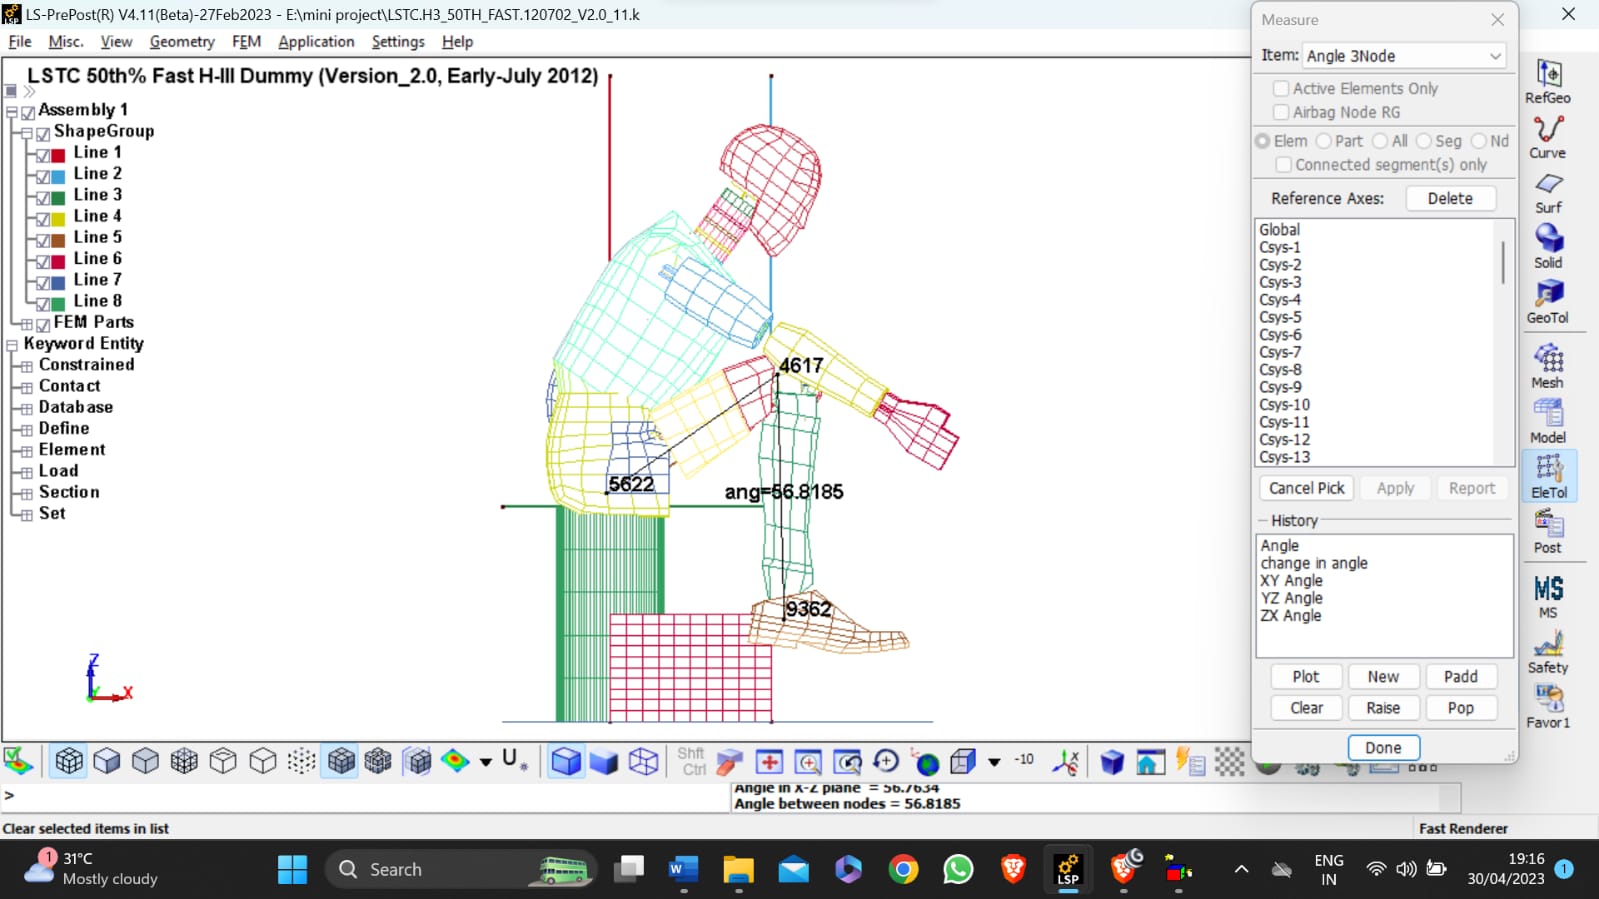 LS-PrePost(R) V4.11(Beta)-27Feb2023 - E:\mini project\LSTC.H3_50TH_FAST.120702_V2.0_11.k
File Misc. View Geometry FEM Application Settings Help
LSTC 50th% Fast H-III Dummy (Version_2.0, Early-July 2012)
Assembly 1
ShapeGroup
Line 1
Line 2
Line 3
Line 4
Line 5
Line 6
Line 7
Line 8
FEM Parts
Keyword Entity
Constrained
Contact
Database
Define
Element
Load
Section
Set
4617
5622
ang=56.8185
9362
Z
Y
X
Measure
Item: Angle 3Node
Active Elements Only
Airbag Node RG
Elem Part All Seg Nd
Connected segment(s) only
Reference Axes: Delete
Global
Csys-1
Csys-2
Csys-3
Csys-4
Csys-5
Csys-6
Csys-7
Csys-8
Csys-9
Csys-10
Csys-11
Csys-12
Csys-13
Cancel Pick Apply Report
History
Angle
change in angle
XY Angle
YZ Angle
ZX Angle
Plot New Padd
Clear Raise Pop
Done
RefGeo
Curve
Surf
Solid
GeoTol
Mesh
Model
EleTol
Post
MS
MS
Safety
Favor1
Shft
Ctrl
-10
>
Angle in X-Z plane = 56.7634
Angle between nodes = 56.8185
Clear selected items in list
Fast Renderer
1
31°C
Mostly cloudy
Search
W
LSP
ENG
IN
19:16
30/04/2023
1